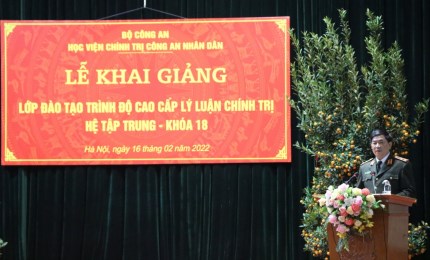 BỘ CÔNG AN
HỌC VIỆN CHÍNH TRỊ CÔNG AN NHÂN DÂN
LỄ KHAI GIẢNG
LỚP ĐÀO TẠO TRÌNH ĐỘ CAO CẤP LÝ LUẬN CHÍNH TRỊ
HỆ TẬP TRUNG - KHÓA 18
Hà Nội, ngày 16 tháng 02 năm 2022